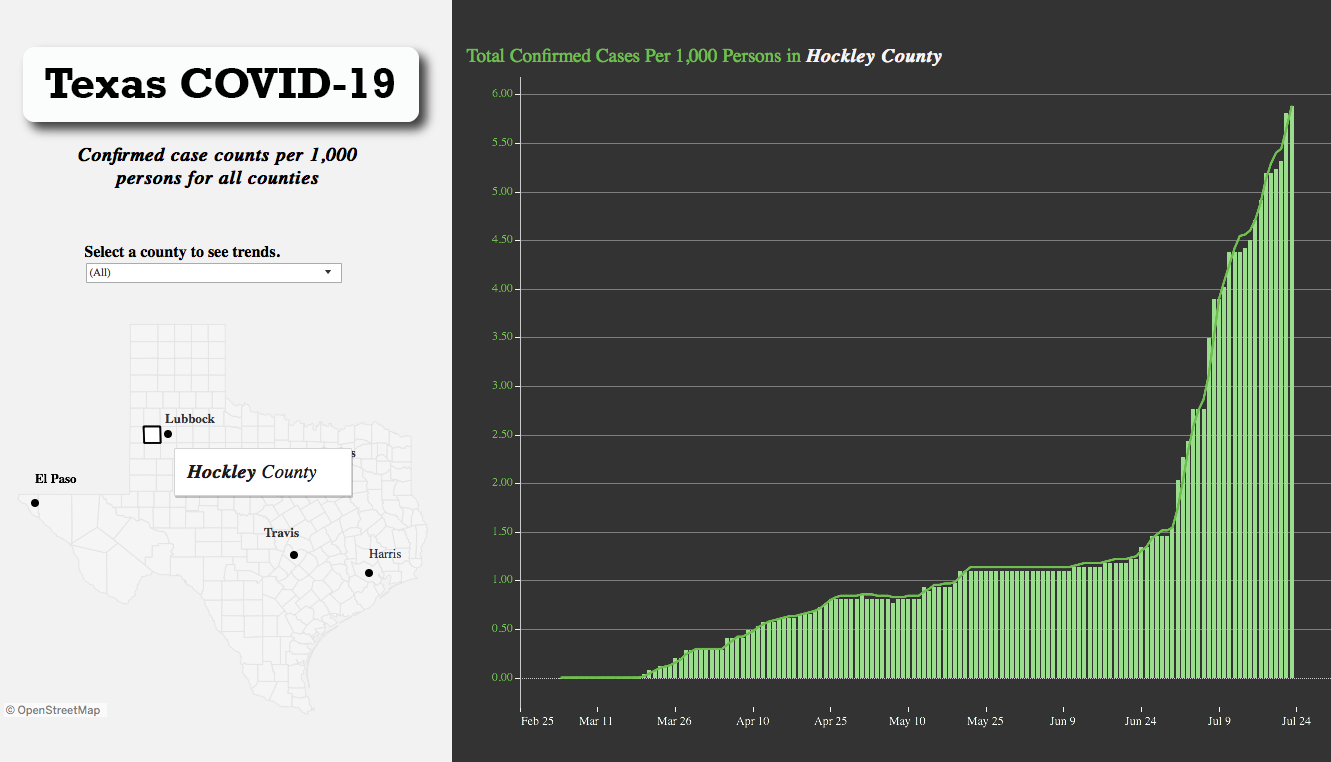 Texas COVID-19
Confirmed case counts per 1,000
persons for all counties
Select a county to see trends.
(All)
Lubbock
s
Hockley County
El Paso
Travis
Harris
© OpenStreetMap
Total Confirmed Cases Per 1,000 Persons in Hockley County
6.00
5.50
5.00
4.50
4.00
3.50
3.00
2.50
2.00
1.50
1.00
0.50
0.00
Feb 25 Mar 11 Mar 26 Apr 10 Apr 25 May 10 May 25 Jun 9 Jun 24 Jul 9 Jul 24